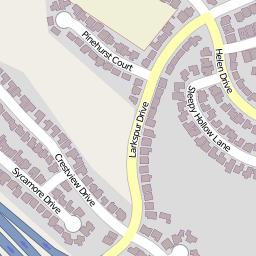 Pinehurst Court
Helen Drive
Larkspur Drive
Sleepy Hollow Lane
Crestview Drive
Sycamore Drive